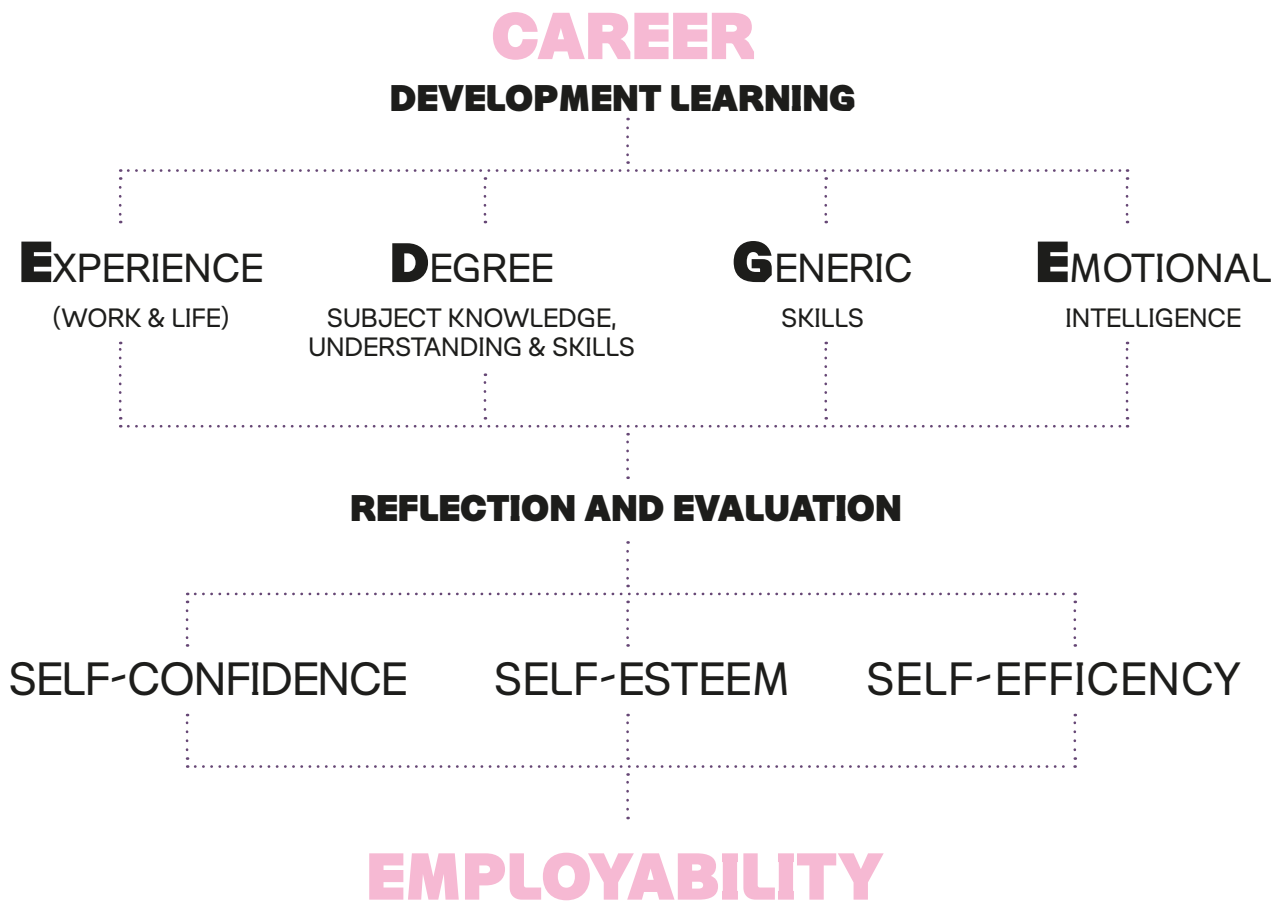 CAREER
DEVELOPMENT LEARNING
EXPERIENCE
(WORK & LIFE)
DEGREE
SUBJECT KNOWLEDGE,
UNDERSTANDING & SKILLS
GENERIC
SKILLS
EMOTIONAL
INTELLIGENCE
REFLECTION AND EVALUATION
SELF-CONFIDENCE
SELF-ESTEEM
SELF-EFFICENCY
EMPLOYABILITY